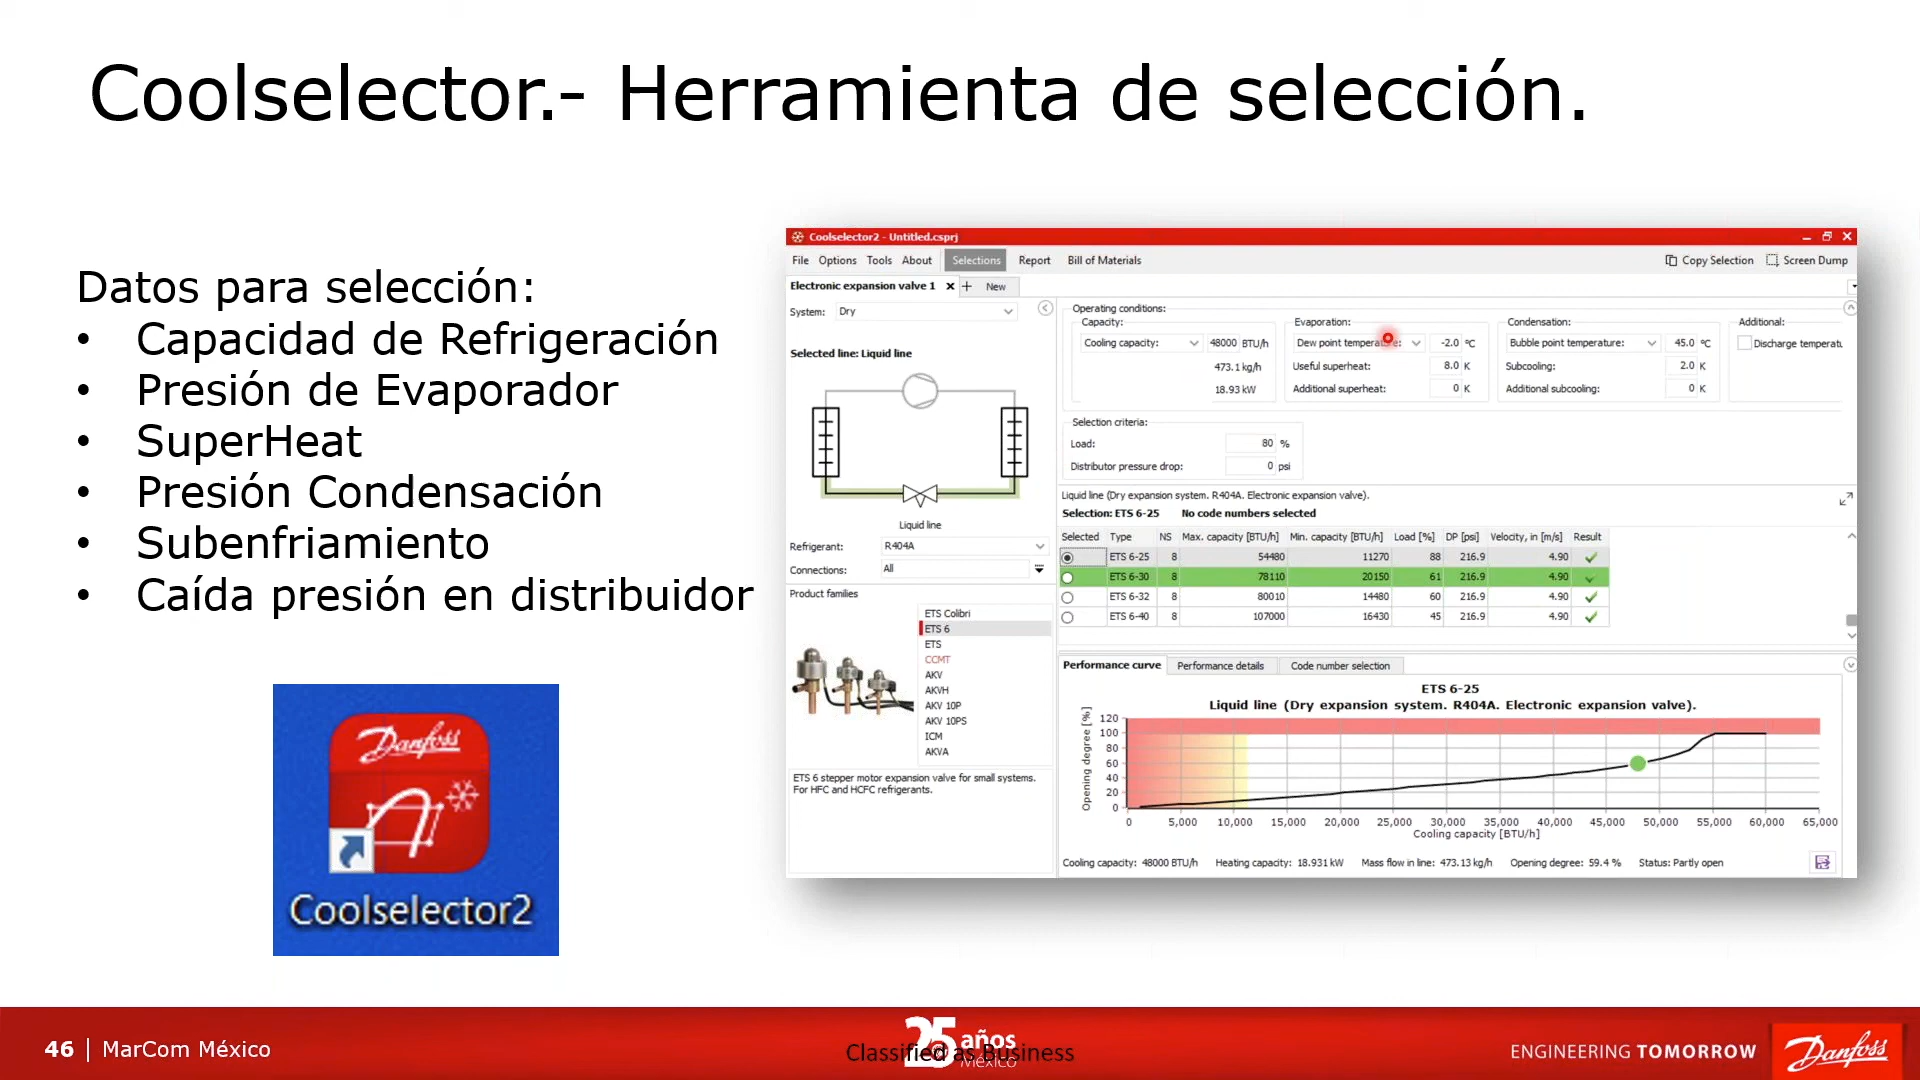 Coolselector.- Herramienta de selección.
Datos para selección:
• Capacidad de Refrigeración
• Presión de Evaporador
• SuperHeat
• Presión Condensación
• Subenfriamiento
• Caída presión en distribuidor
Danfoss
Coolselector2
Coolselector2 - Untitled.csprj
File Options Tools About Selections Report Bill of Materials Copy Selection Screen Dump
Electronic expansion valve 1 New
System: Dry
Selected line: Liquid line
Liquid line
Refrigerant: R404A
Connections: All
Product families
ETS Colibri
ETS 6
ETS
CCMT
AKV
AKVH
AKV 10P
AKV 10PS
ICM
AKVA
ETS 6 stepper motor expansion valve for small systems.
For HFC and HCFC refrigerants.
Operating conditions:
Capacity:
Cooling capacity: 48000 BTU/h
473.1 kg/h
18.93 kW
Evaporation:
Dew point temperature: -2.0 °C
Useful superheat: 8.0 K
Additional superheat: 0 K
Condensation:
Bubble point temperature: 45.0 °C
Subcooling: 2.0 K
Additional subcooling: 0 K
Additional:
Discharge temperatu
Selection criteria:
Load: 80 %
Distributor pressure drop: 0 psi
Liquid line (Dry expansion system. R404A. Electronic expansion valve).
Selection: ETS 6-25 No code numbers selected
Selected Type NS Max. capacity [BTU/h] Min. capacity [BTU/h] Load [%] DP [psi] Velocity, in [m/s] Result
ETS 6-25 8 54480 11270 88 216.9 4.90
ETS 6-30 8 78110 20150 61 216.9 4.90
ETS 6-32 8 80010 14480 60 216.9 4.90
ETS 6-40 8 107000 16430 45 216.9 4.90
Performance curve Performance details Code number selection
ETS 6-25
Liquid line (Dry expansion system. R404A. Electronic expansion valve).
Opening degree [%]
120
100
80
60
40
20
0
0 5,000 10,000 15,000 20,000 25,000 30,000 35,000 40,000 45,000 50,000 55,000 60,000 65,000
Cooling capacity [BTU/h]
Cooling capacity: 48000 BTU/h Heating capacity: 18.931 kW Mass flow in line: 473.13 kg/h Opening degree: 59.4 % Status: Partly open
46 | MarCom México
25 años
México
Classified as Business
ENGINEERING TOMORROW
Danfoss